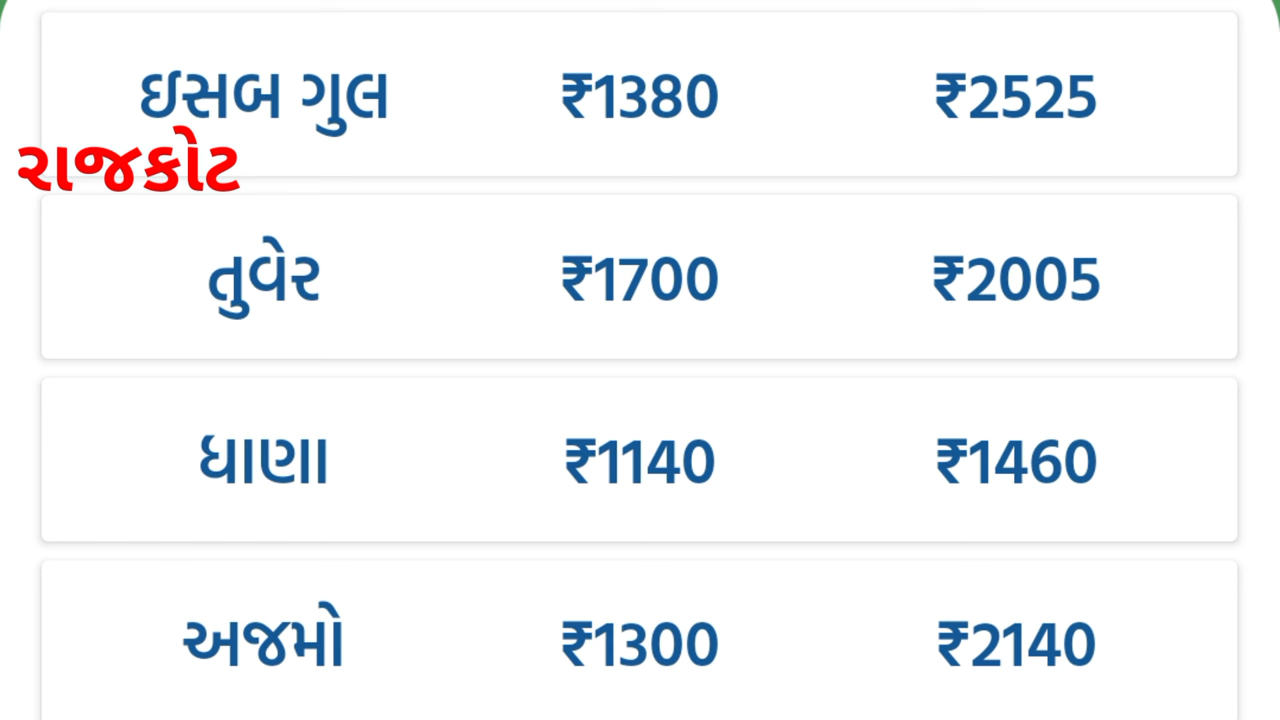 ઇસબ ગુલ ₹1380 ₹2525
રાજકોટ
તુવેર ₹1700 ₹2005
ધાણા ₹1140 ₹1460
અજમો ₹1300 ₹2140